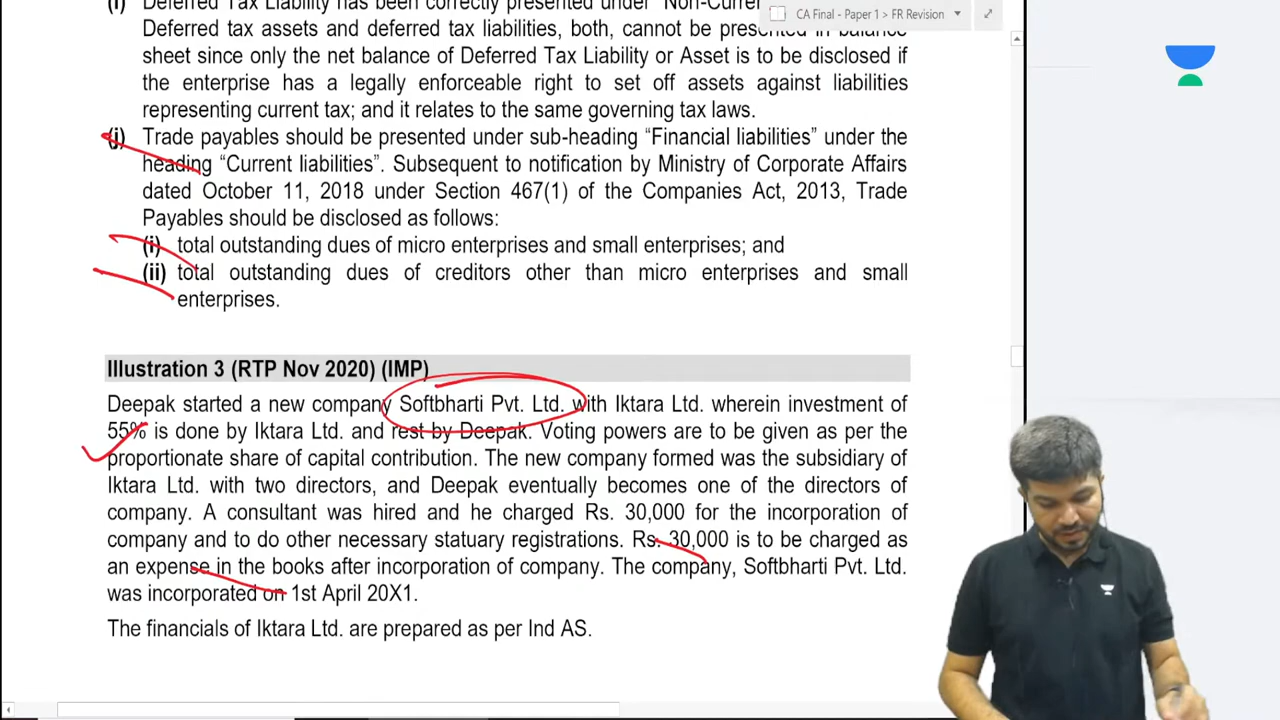 (i) Deferred Tax Liability has been correctly presented under "Non-Current
CA Final - Paper 1 > FR Revision
Deferred tax assets and deferred tax liabilities, both, cannot be presented in balance
sheet since only the net balance of Deferred Tax Liability or Asset is to be disclosed if
the enterprise has a legally enforceable right to set off assets against liabilities
representing current tax; and it relates to the same governing tax laws.
(j) Trade payables should be presented under sub-heading “Financial liabilities” under the
heading “Current liabilities”. Subsequent to notification by Ministry of Corporate Affairs
dated October 11, 2018 under Section 467(1) of the Companies Act, 2013, Trade
Payables should be disclosed as follows:
(i) total outstanding dues of micro enterprises and small enterprises; and
(ii) total outstanding dues of creditors other than micro enterprises and small
enterprises.
Illustration 3 (RTP Nov 2020) (IMP)
Deepak started a new company Softbharti Pvt. Ltd. with Iktara Ltd. wherein investment of
55% is done by Iktara Ltd. and rest by Deepak. Voting powers are to be given as per the
proportionate share of capital contribution. The new company formed was the subsidiary of
Iktara Ltd. with two directors, and Deepak eventually becomes one of the directors of
company. A consultant was hired and he charged Rs. 30,000 for the incorporation of
company and to do other necessary statuary registrations. Rs. 30,000 is to be charged as
an expense in the books after incorporation of company. The company, Softbharti Pvt. Ltd.
was incorporated on 1st April 20X1.
The financials of Iktara Ltd. are prepared as per Ind AS.